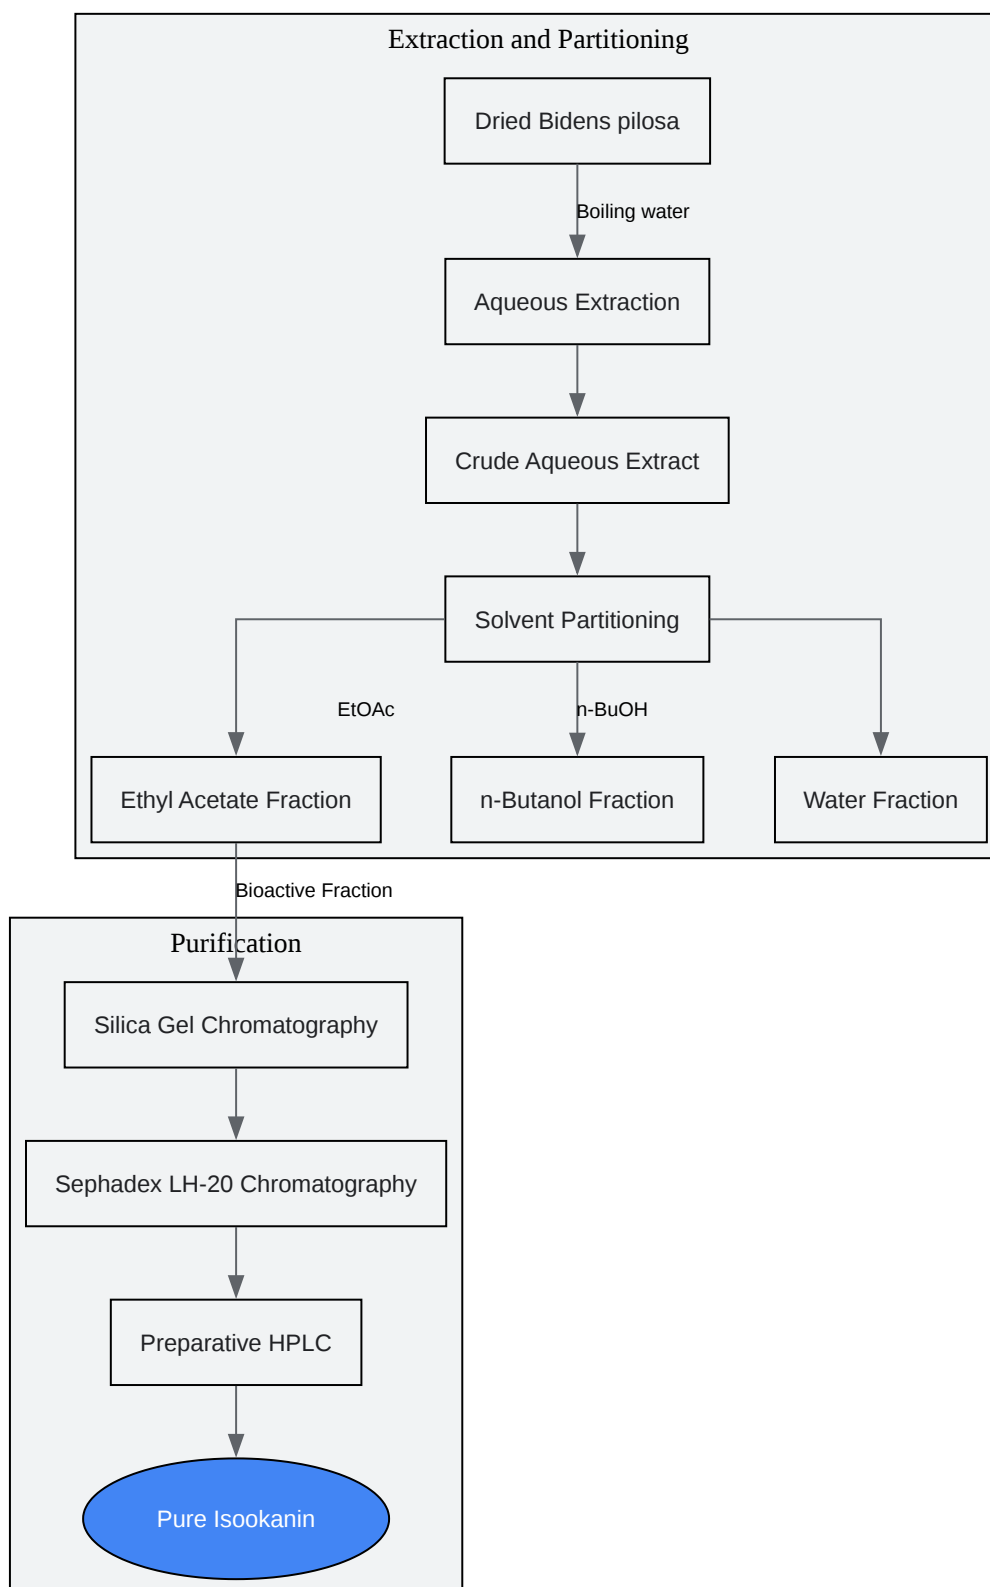 Extraction and Partitioning
Dried Bidens pilosa
Boiling water
Aqueous Extraction
Crude Aqueous Extract
Solvent Partitioning
EtOAc
n-BuOH
Ethyl Acetate Fraction
n-Butanol Fraction
Water Fraction
Bioactive Fraction
Purification
Silica Gel Chromatography
Sephadex LH-20 Chromatography
Preparative HPLC
Pure Isookanin